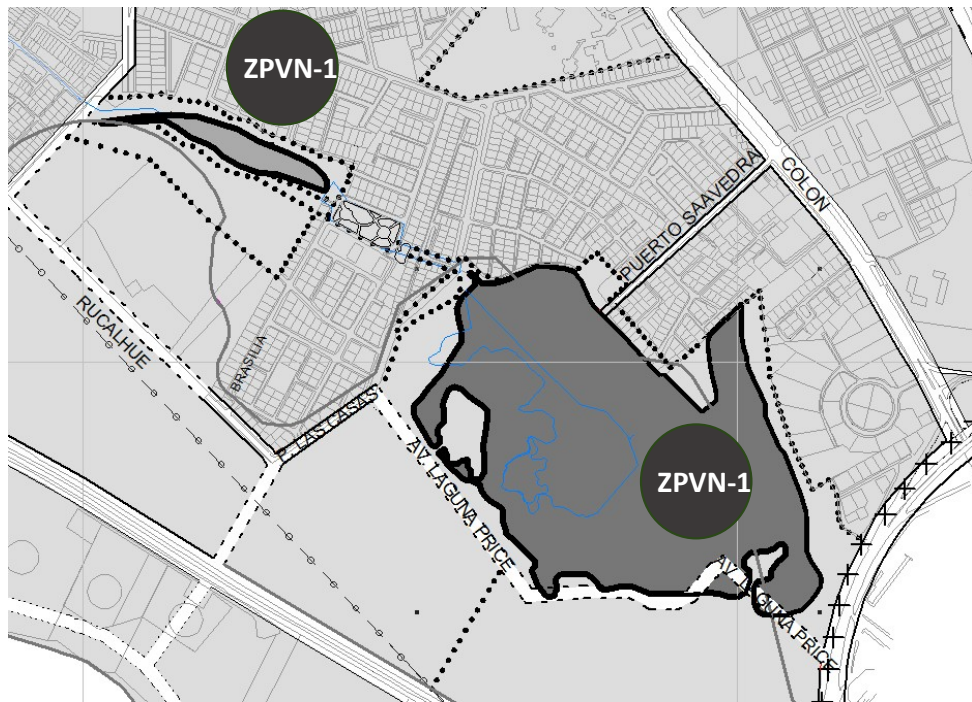 ZPVN-1
COLON
PUERTO SAAVEDRA
RUCALHUE
BRASILIA
P. LAS CASAS
AV. LAGUNA PRICE
ZPVN-1
AV. LAGUNA PRICE